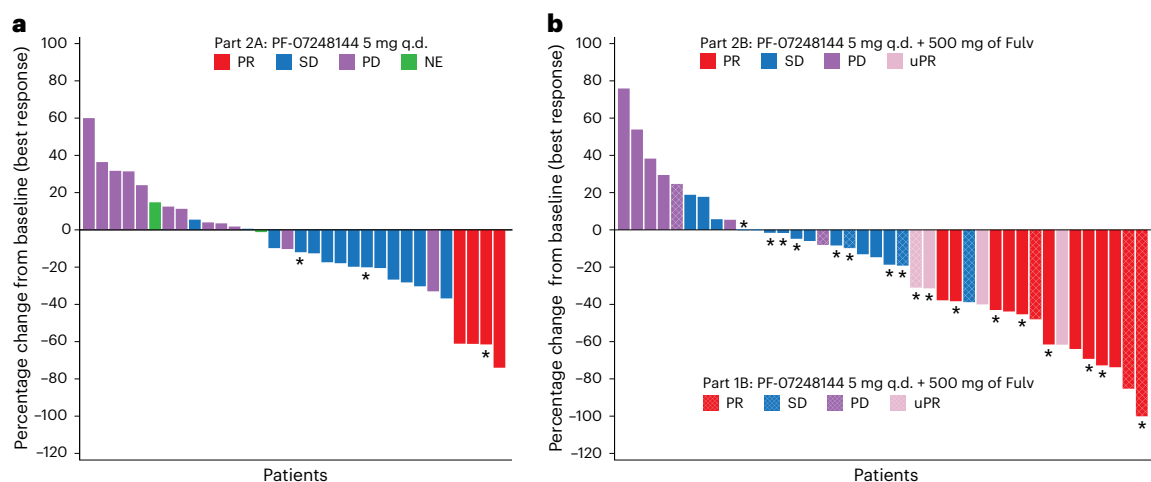 a
Part 2A: PF-07248144 5 mg q.d.
PR SD PD NE
Percentage change from baseline (best response)
100
80
60
40
20
0
–20
–40
–60
–80
–100
–120
* * *
Patients
b
Part 2B: PF-07248144 5 mg q.d. + 500 mg of Fulv
PR SD PD uPR
Percentage change from baseline (best response)
100
80
60
40
20
0
–20
–40
–60
–80
–100
–120
* * * * * * * * * * * * * * * * * *
Part 1B: PF-07248144 5 mg q.d. + 500 mg of Fulv
PR SD PD uPR
Patients